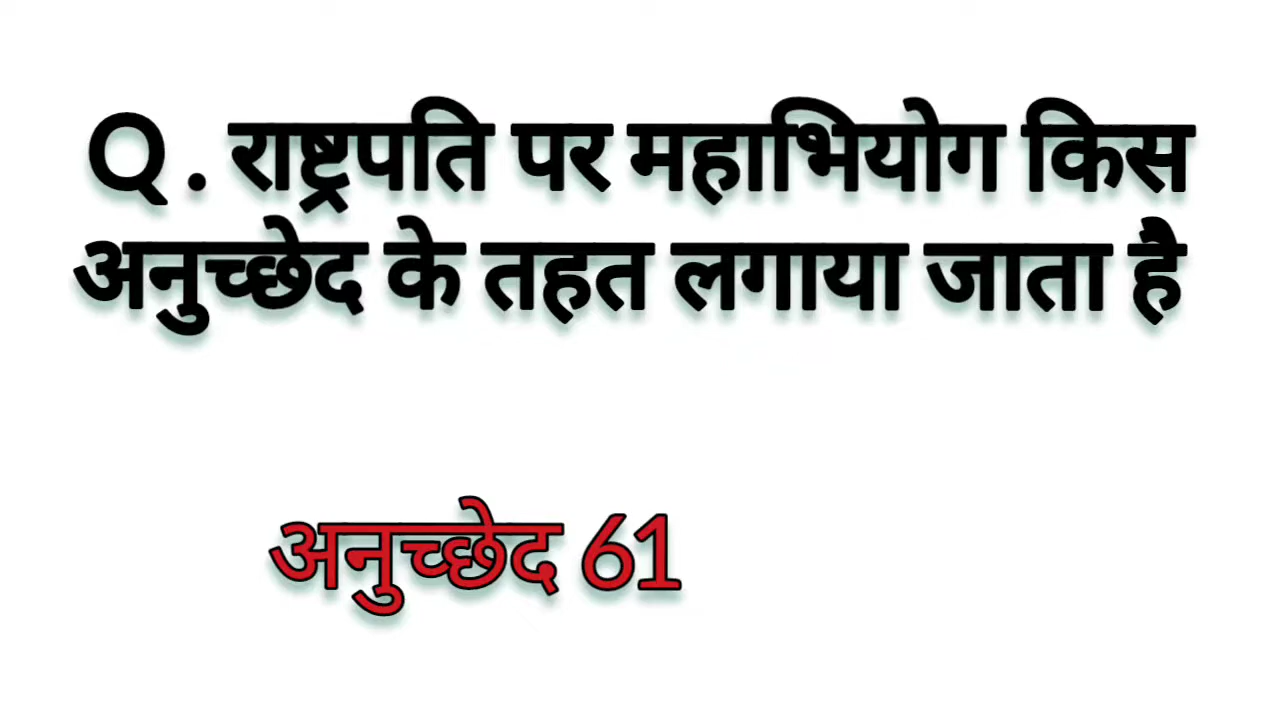 Q . राष्ट्रपति पर महाभियोग किस
अनुच्छेद के तहत लगाया जाता है
अनुच्छेद 61